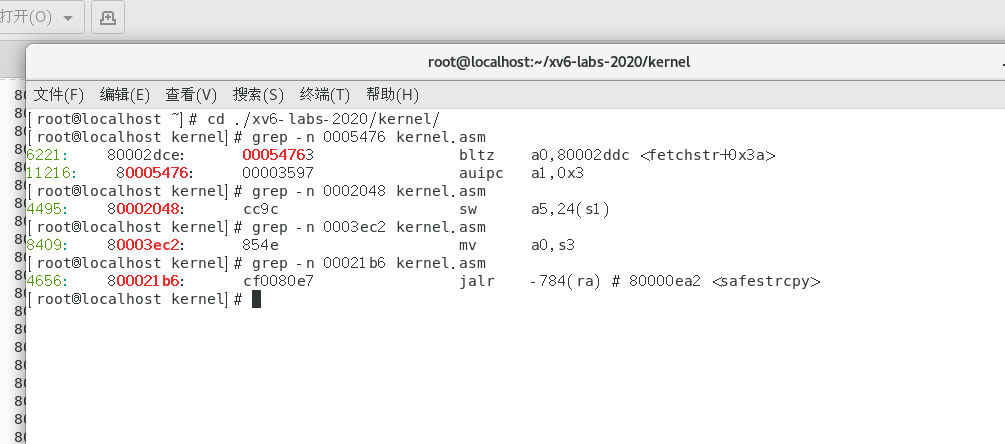 打开(O)
root@localhost:~/xv6-labs-2020/kernel
文件(F) 编辑(E) 查看(V) 搜索(S) 终端(T) 帮助(H)
[root@localhost ~]# cd ./xv6-labs-2020/kernel/
[root@localhost kernel]# grep -n 0005476 kernel.asm
6221: 80002dce: 00054763 bltz a0,80002ddc <fetchstr+0x3a>
11216: 80005476: 00003597 auipc a1,0x3
[root@localhost kernel]# grep -n 0002048 kernel.asm
4495: 80002048: cc9c sw a5,24(s1)
[root@localhost kernel]# grep -n 0003ec2 kernel.asm
8409: 80003ec2: 854e mv a0,s3
[root@localhost kernel]# grep -n 00021b6 kernel.asm
4656: 800021b6: cf0080e7 jalr -784(ra) # 80000ea2 <safestrcpy>
[root@localhost kernel]#